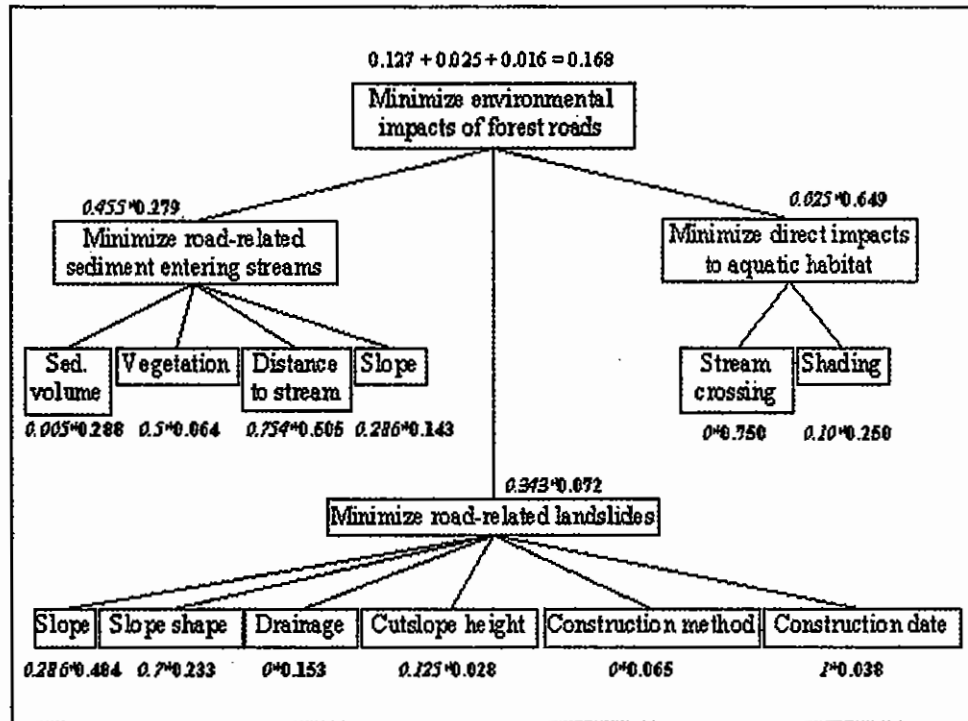 0.127 + 0.025 + 0.016 = 0.168
Minimize environmental
impacts of forest roads
0.455*0.279
Minimize road-related
sediment entering streams
0.025*0.649
Minimize direct impacts
to aquatic habitat
Sed.
volume
Vegetation
Distance
to stream
Slope
Stream
crossing
Shading
0.005*0.288 0.5*0.064 0.754*0.505 0.286*0.143 0*0.750 0.10*0.250
0.343*0.072
Minimize road-related landslides
Slope Slope shape Drainage Cutslope height Construction method Construction date
0.286*0.484 0.7*0.233 0*0.153 0.125*0.028 0*0.065 1*0.038